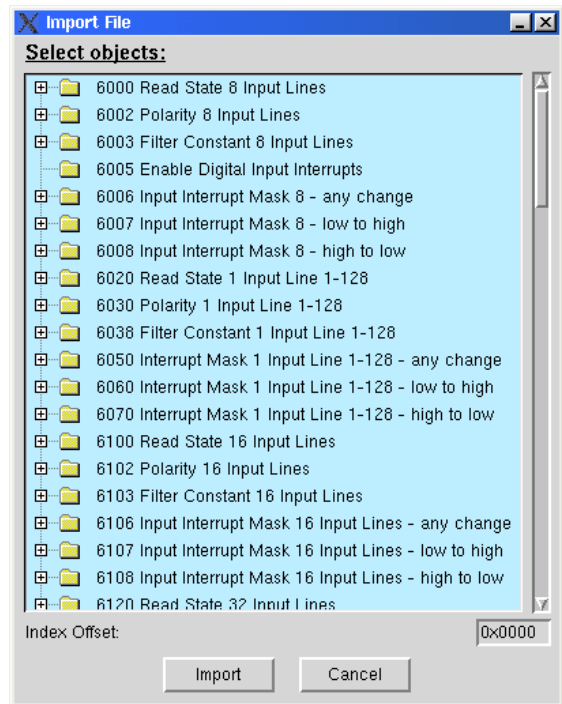 Import File
Select objects:
6000 Read State 8 Input Lines
6002 Polarity 8 Input Lines
6003 Filter Constant 8 Input Lines
6005 Enable Digital Input Interrupts
6006 Input Interrupt Mask 8 - any change
6007 Input Interrupt Mask 8 - low to high
6008 Input Interrupt Mask 8 - high to low
6020 Read State 1 Input Line 1-128
6030 Polarity 1 Input Line 1-128
6038 Filter Constant 1 Input Line 1-128
6050 Interrupt Mask 1 Input Line 1-128 - any change
6060 Interrupt Mask 1 Input Line 1-128 - low to high
6070 Interrupt Mask 1 Input Line 1-128 - high to low
6100 Read State 16 Input Lines
6102 Polarity 16 Input Lines
6103 Filter Constant 16 Input Lines
6106 Input Interrupt Mask 16 Input Lines - any change
6107 Input Interrupt Mask 16 Input Lines - low to high
6108 Input Interrupt Mask 16 Input Lines - high to low
6120 Read State 32 Input Lines
Index Offset: 0x0000
Import Cancel